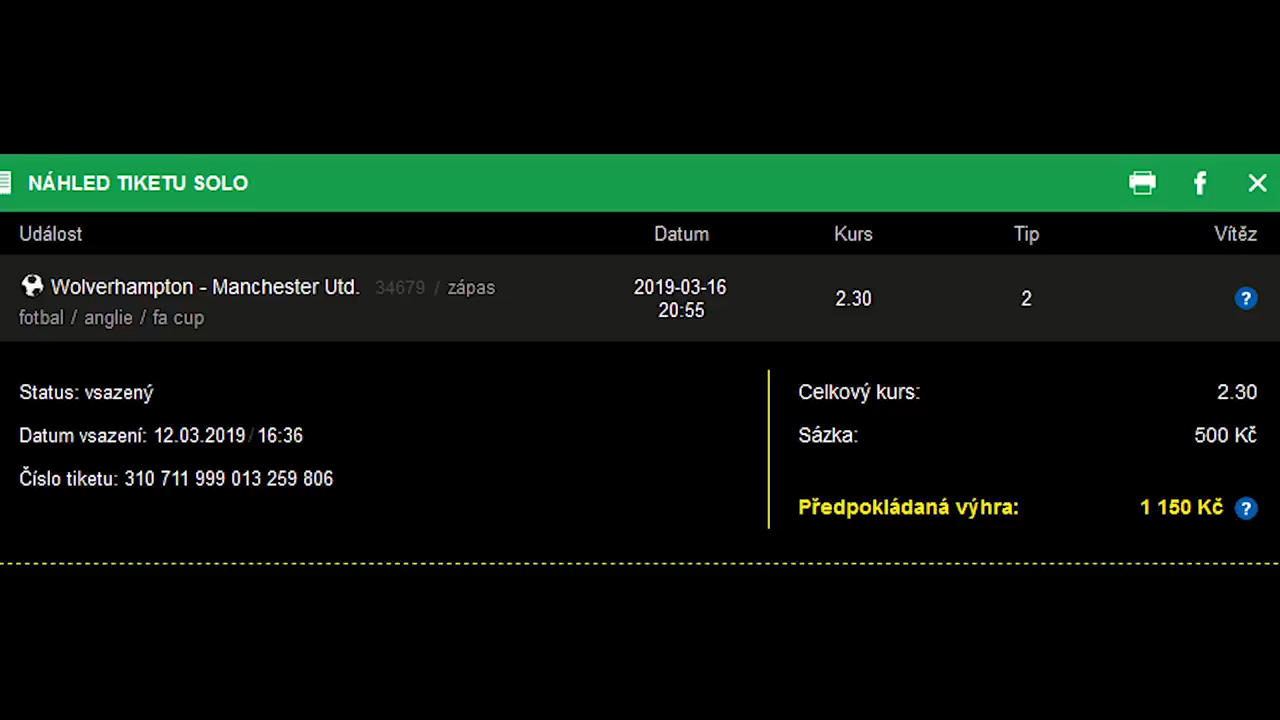 NÁHLED TIKETU SOLO
Událost Datum Kurs Tip Vítěz
Wolverhampton - Manchester Utd. 34679 / zápas 2019-03-16 20:55 2.30 2 ?
fotbal / anglie / fa cup
Status: vsazený
Datum vsazení: 12.03.2019 / 16:36
Číslo tiketu: 310 711 999 013 259 806
Celkový kurs: 2.30
Sázka: 500 Kč
Předpokládaná výhra: 1 150 Kč ?